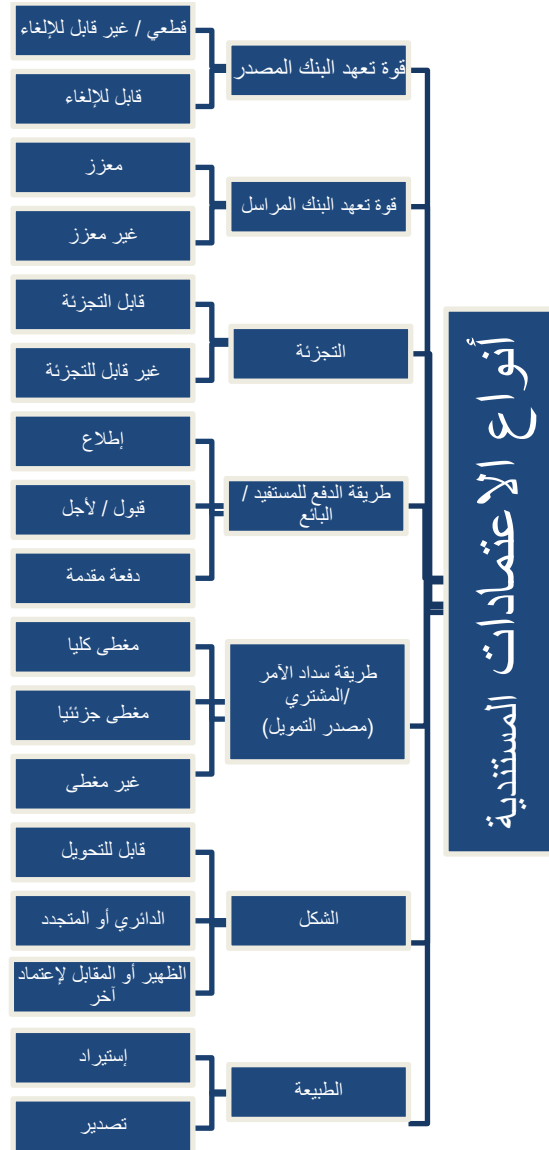 أنواع الاعتمادات المستندية
قوة تعهد البنك المصدر
قطعي / غير قابل للإلغاء
قابل للإلغاء
قوة تعهد البنك المراسل
معزز
غير معزز
التجزئة
قابل التجزئة
غير قابل للتجزئة
طريقة الدفع للمستفيد /
البائع
إطلاع
قبول / لأجل
دفعة مقدمة
طريقة سداد الآمر
/المشتري
(مصدر التمويل)
مغطى كليا
مغطى جزئئيا
غير مغطى
الشكل
قابل للتحويل
الدائري أو المتجدد
الظهير أو المقابل لإعتماد
آخر
الطبيعة
إستيراد
تصدير